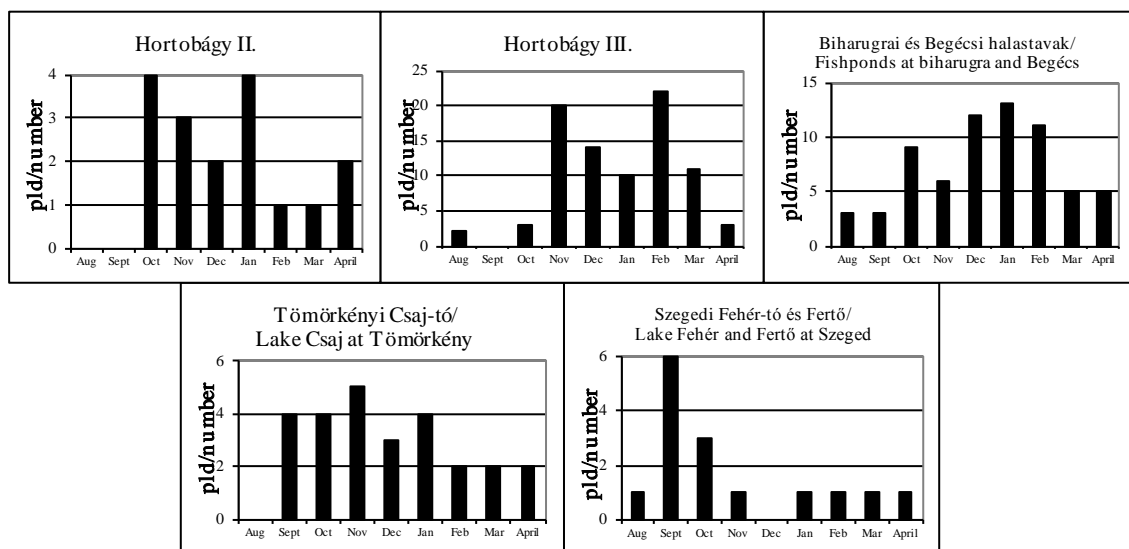 Hortobágy II.
pld/number
4
3
2
1
0
Aug Sept Oct Nov Dec Jan Feb Mar April
Hortobágy III.
pld/number
25
20
15
10
5
0
Aug Sept Oct Nov Dec Jan Feb Mar April
Biharugrai és Begécsi halastavak/
Fishponds at biharugra and Begécs
pld/number
15
10
5
0
Aug Sept Oct Nov Dec Jan Feb Mar April
Tömörkényi Csaj-tó/
Lake Csaj at Tömörkény
pld/number
6
4
2
0
Aug Sept Oct Nov Dec Jan Feb Mar April
Szegedi Fehér-tó és Fertő/
Lake Fehér and Fertő at Szeged
pld/number
6
4
2
0
Aug Sept Oct Nov Dec Jan Feb Mar April